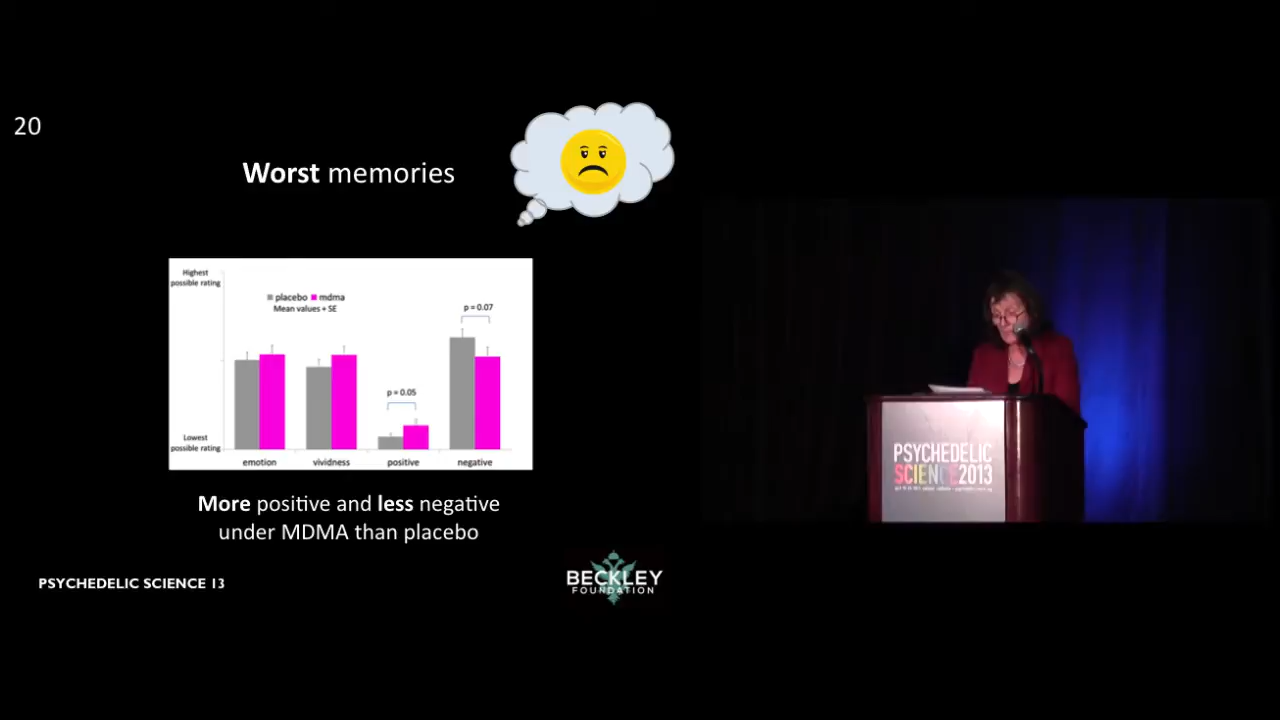 20
Worst memories
Highest
possible rating
placebo mdma
Mean values + SE
p = 0.07
p = 0.05
Lowest
possible rating
emotion vividness positive negative
More positive and less negative
under MDMA than placebo
PSYCHEDELIC SCIENCE 13
BECKLEY
FOUNDATION
PSYCHEDELIC
SCIENCE2013